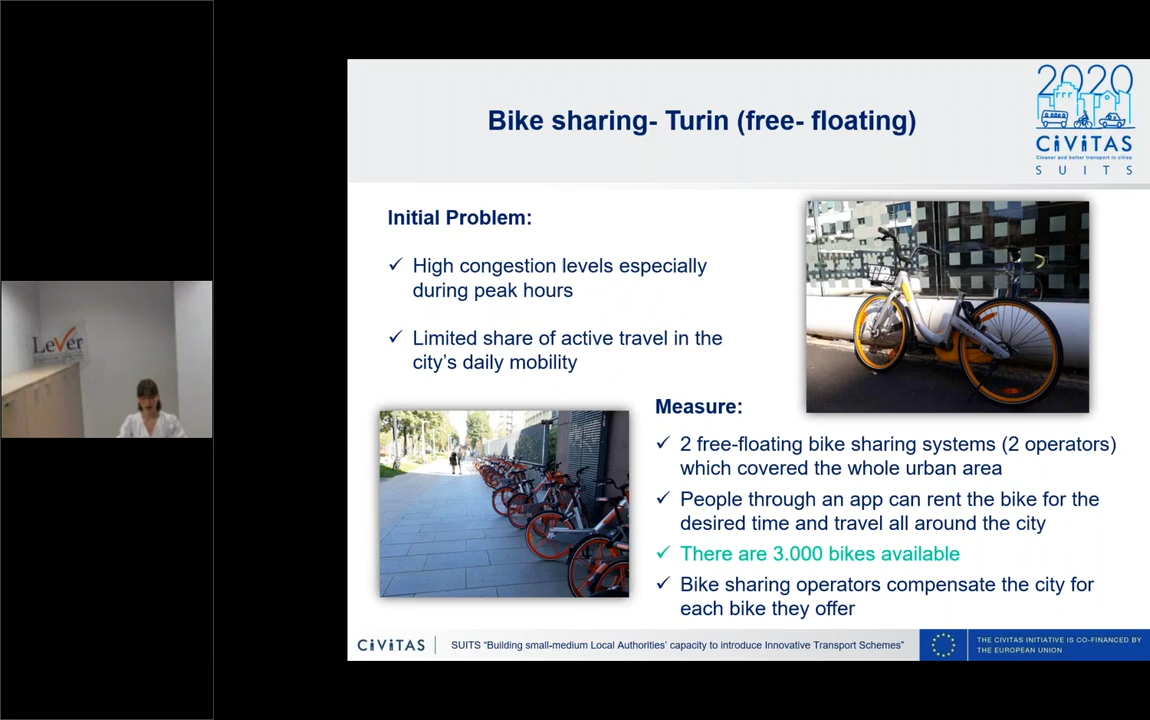 Bike sharing- Turin (free- floating)
2020
CiViTAS
Cleaner and better transport in cities
S U I T S
Initial Problem:
✓ High congestion levels especially
during peak hours
✓ Limited share of active travel in the
city's daily mobility
LeVer
Measure:
✓ 2 free-floating bike sharing systems (2 operators)
which covered the whole urban area
✓ People through an app can rent the bike for the
desired time and travel all around the city
✓ There are 3.000 bikes available
✓ Bike sharing operators compensate the city for
each bike they offer
CiViTAS
SUITS “Building small-medium Local Authorities’ capacity to introduce Innovative Transport Schemes”
THE CIVITAS INITIATIVE IS CO-FINANCED BY
THE EUROPEAN UNION